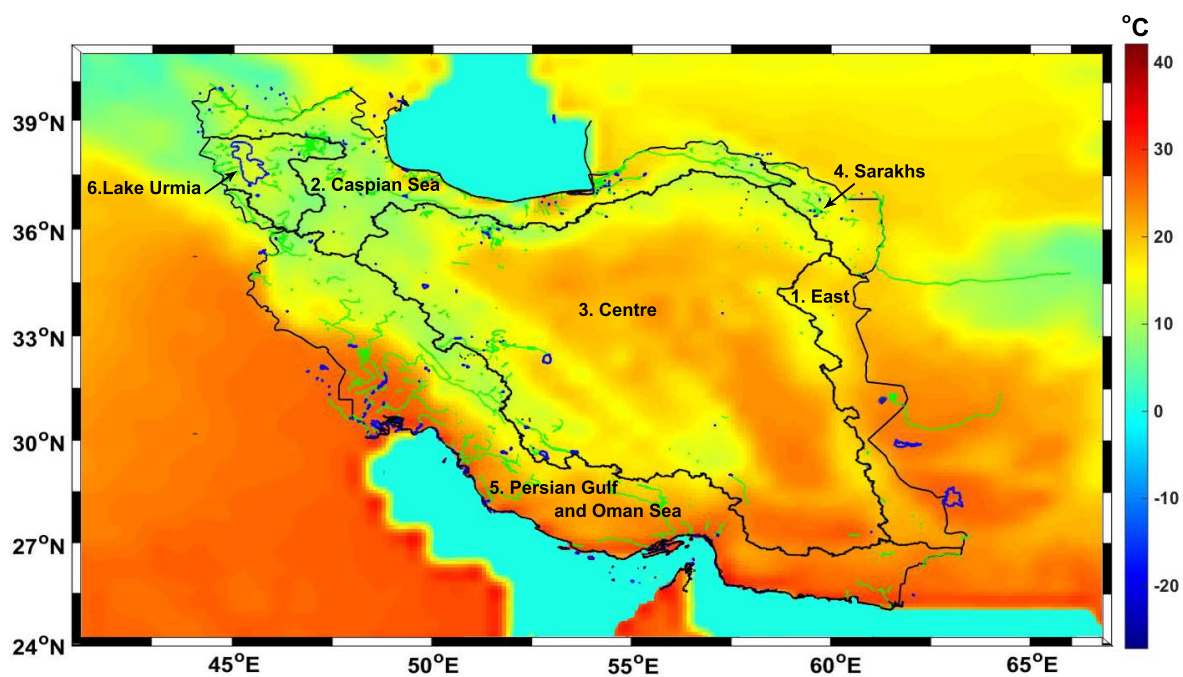 °C
40
39°N
30
6.Lake Urmia
2. Caspian Sea
4. Sarakhs
36°N
20
3. Centre
1. East
33°N
10
0
30°N
5. Persian Gulf
and Oman Sea
-10
27°N
-20
24°N
45°E
50°E
55°E
60°E
65°E